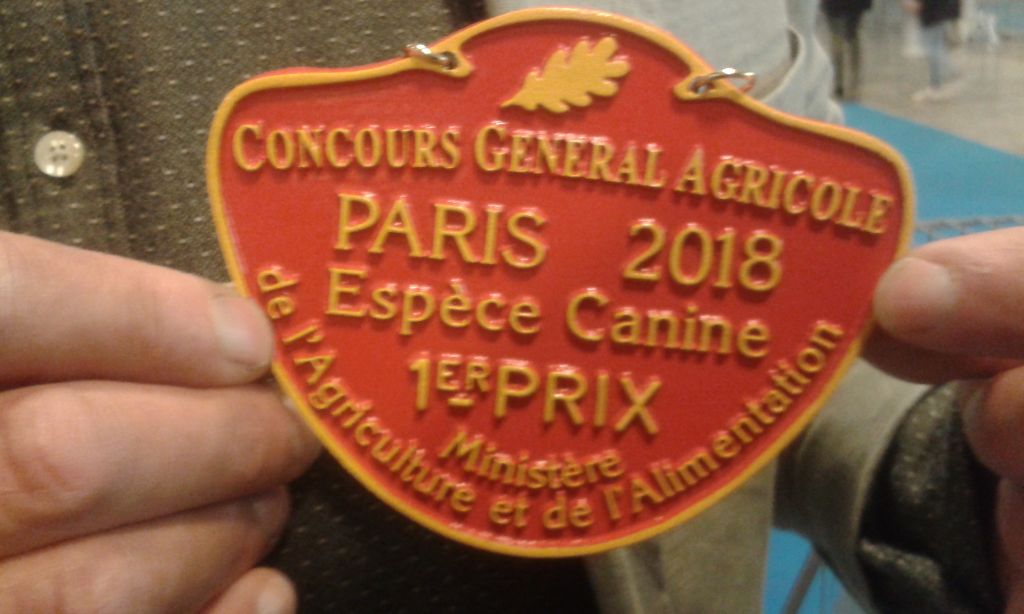 CONCOURS GENERAL AGRICOLE
PARIS 2018
Espèce Canine
1ER PRIX
Ministère
de l'Agriculture et de l'Alimentation